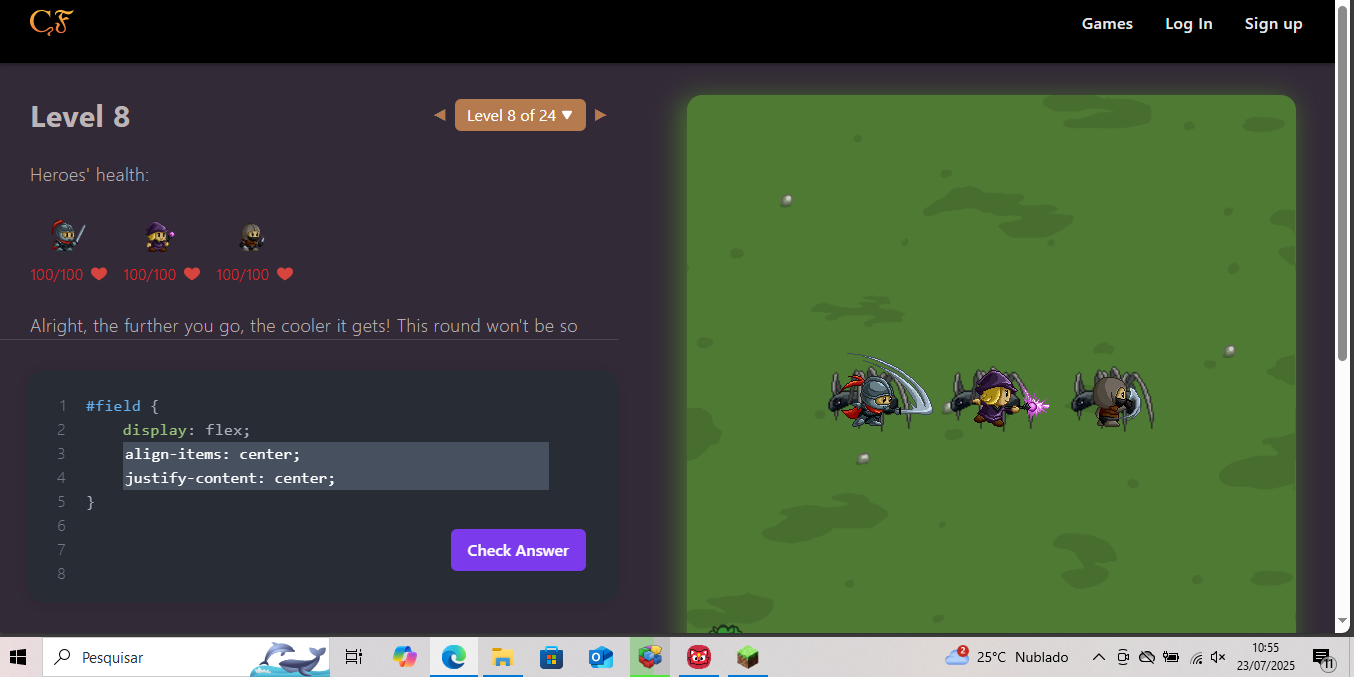 CF
Games Log In Sign up
Level 8
Level 8 of 24 ▼
Heroes' health:
100/100 100/100 100/100
Alright, the further you go, the cooler it gets! This round won't be so
1 #field {
2 display: flex;
3 align-items: center;
4 justify-content: center;
5 }
6
7
8
Check Answer
Pesquisar
2
25°C Nublado
10:55
23/07/2025
11